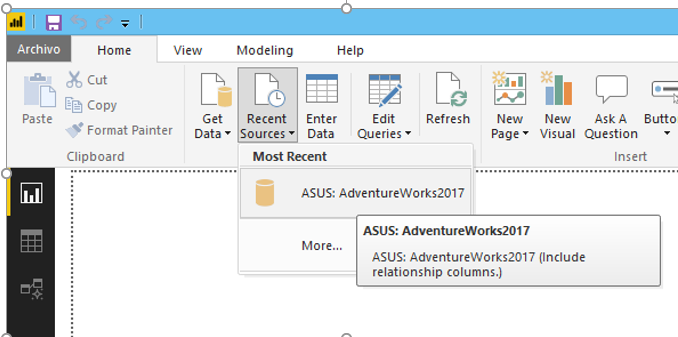 Archivo Home View Modeling Help
Cut
Copy
Format Painter
Paste
Clipboard
Get Data
Recent Sources
Enter Data
Edit Queries
Refresh
New Page
New Visual
Ask A Question
Button
Insert
Most Recent
ASUS: AdventureWorks2017
More...
ASUS: AdventureWorks2017
ASUS: AdventureWorks2017 (Include
relationship columns.)